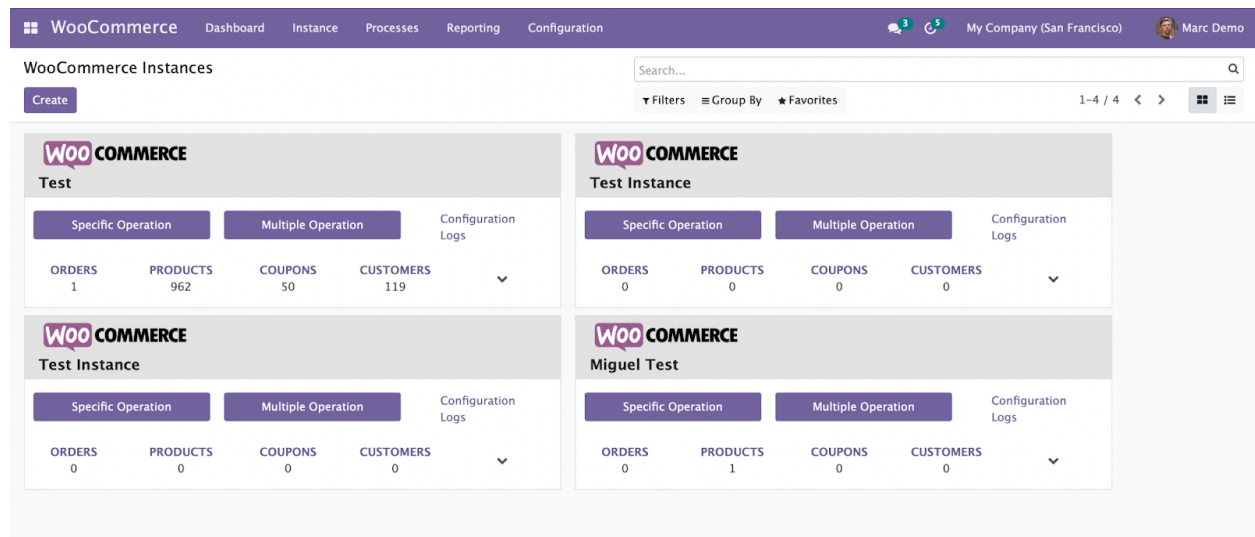 WooCommerce Dashboard Instance Processes Reporting Configuration 3 5 My Company (San Francisco) Marc Demo
WooCommerce Instances Search...
Create Filters Group By Favorites 1-4 / 4
WOO COMMERCE WOO COMMERCE
Test Test Instance
Specific Operation Multiple Operation Configuration Specific Operation Multiple Operation Configuration
Logs Logs
ORDERS PRODUCTS COUPONS CUSTOMERS ORDERS PRODUCTS COUPONS CUSTOMERS
1 962 50 119 0 0 0 0
WOO COMMERCE WOO COMMERCE
Test Instance Miguel Test
Specific Operation Multiple Operation Configuration Specific Operation Multiple Operation Configuration
Logs Logs
ORDERS PRODUCTS COUPONS CUSTOMERS ORDERS PRODUCTS COUPONS CUSTOMERS
0 0 0 0 0 1 0 0